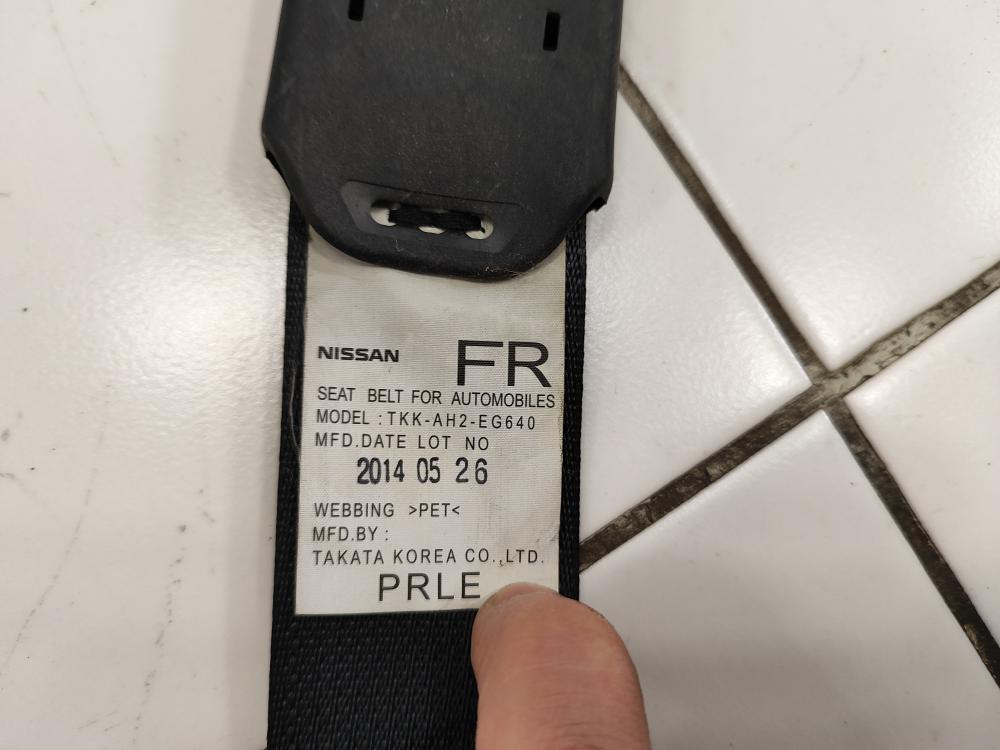 NISSAN FR
SEAT BELT FOR AUTOMOBILES
MODEL : TKK-AH2-EG640
MFD.DATE LOT NO
2014 05 26
WEBBING >PET<
MFD.BY :
TAKATA KOREA CO.,LTD.
PRLE